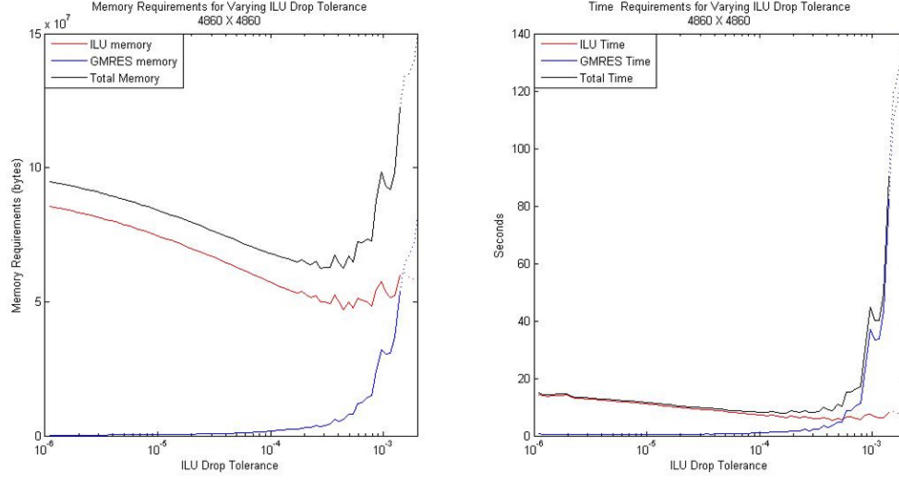 Memory Requirements for Varying ILU Drop Tolerance
4860 X 4860
x 10^7
15
10
5
0
ILU memory
GMRES memory
Total Memory
Memory Requirements (bytes)
10^-6
10^-5
10^-4
10^-3
ILU Drop Tolerance
Time Requirements for Varying ILU Drop Tolerance
4860 X 4860
140
120
100
80
60
40
20
0
ILU Time
GMRES Time
Total Time
Seconds
10^-6
10^-5
10^-4
10^-3
ILU Drop Tolerance